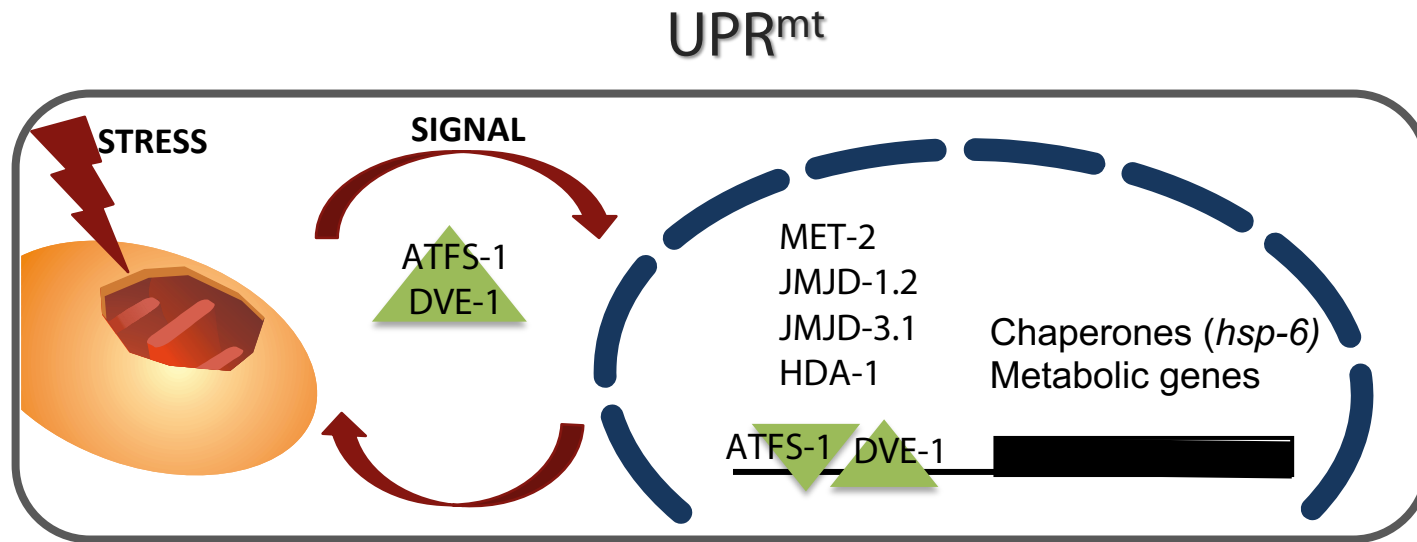 UPRmt
STRESS
SIGNAL
ATFS-1
DVE-1
MET-2
JMJD-1.2
JMJD-3.1
HDA-1
Chaperones (hsp-6)
Metabolic genes
ATFS-1 DVE-1